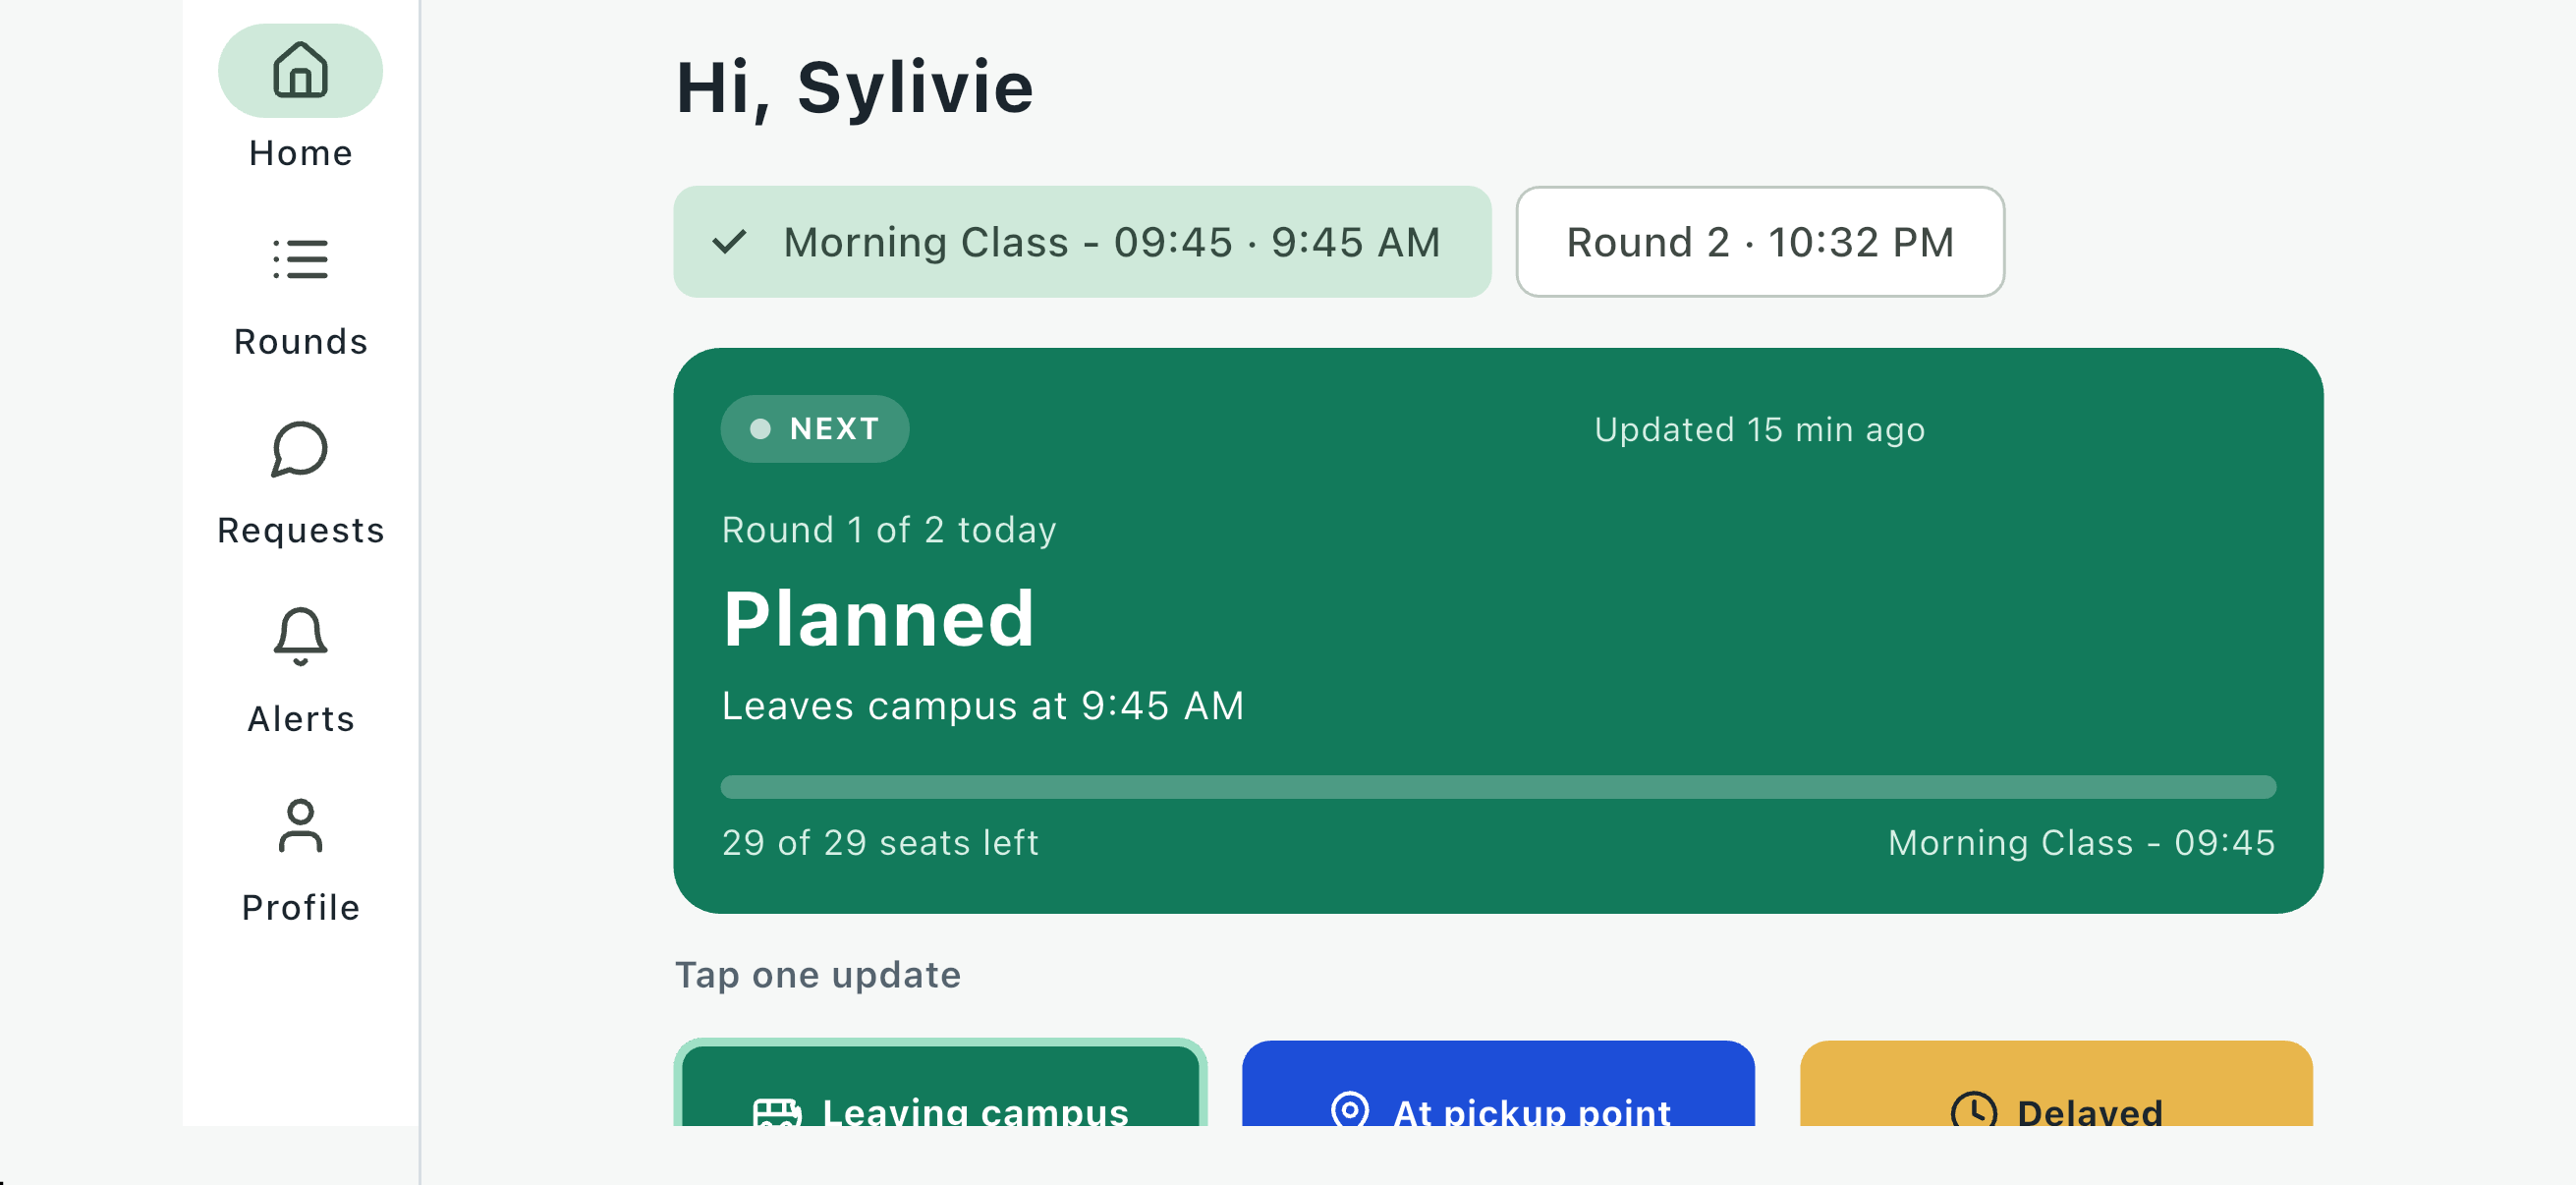 Home
Rounds
Requests
Alerts
Profile
Hi, Sylivie
Morning Class - 09:45 · 9:45 AM
Round 2 · 10:32 PM
NEXT
Updated 15 min ago
Round 1 of 2 today
Planned
Leaves campus at 9:45 AM
29 of 29 seats left
Morning Class - 09:45
Tap one update
Leaving campus
At pickup point
Delayed